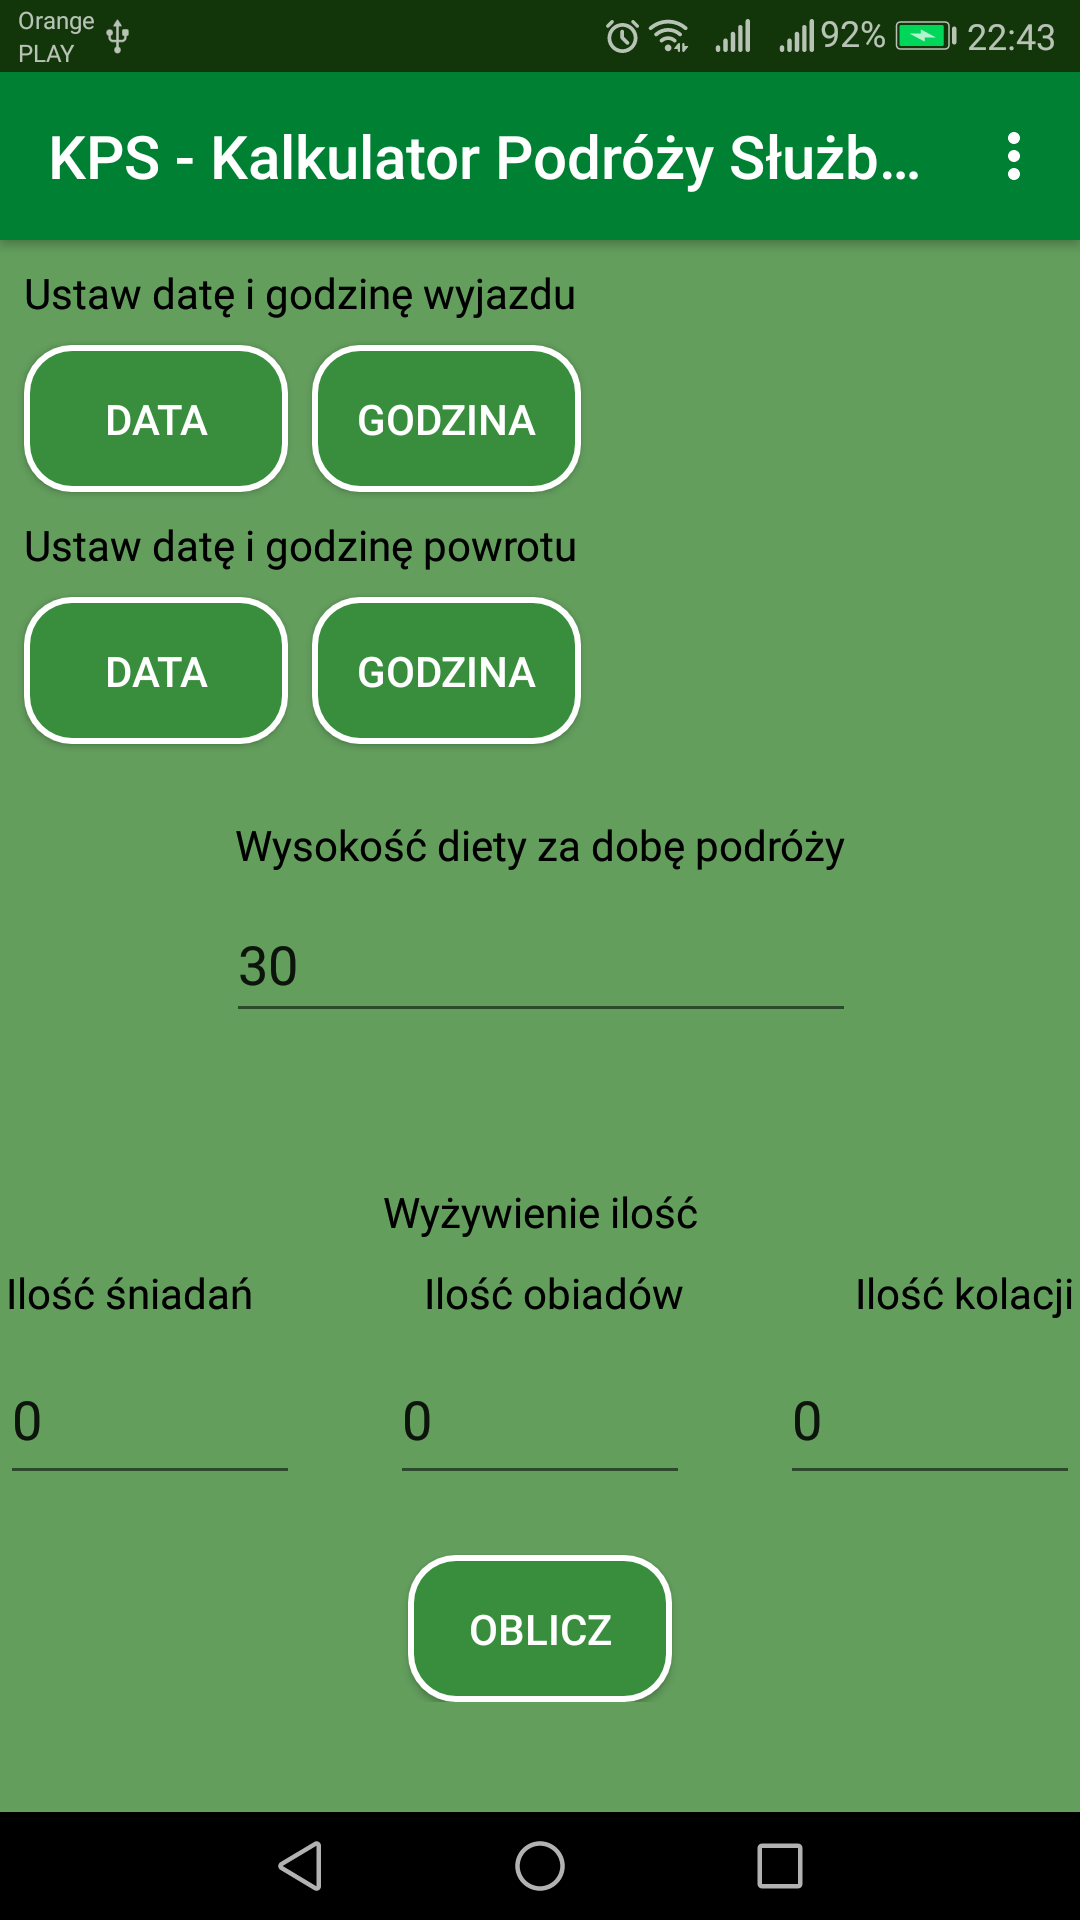 Orange
PLAY
92% 22:43
KPS - Kalkulator Podróży Służb...
Ustaw datę i godzinę wyjazdu
DATA GODZINA
Ustaw datę i godzinę powrotu
DATA GODZINA
Wysokość diety za dobę podróży
30
Wyżywienie ilość
Ilość śniadań Ilość obiadów Ilość kolacji
0 0 0
OBLICZ